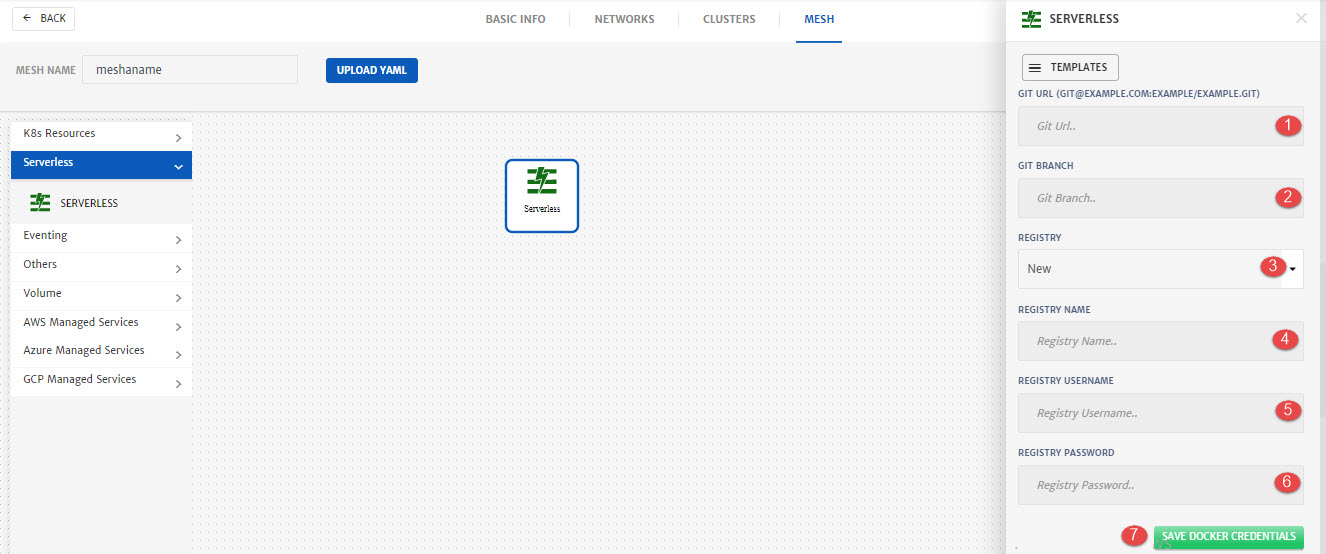 BACK
BASIC INFO
NETWORKS
CLUSTERS
MESH
MESH NAME
meshaname
UPLOAD YAML
K8s Resources
Serverless
SERVERLESS
Eventing
Others
Volume
AWS Managed Services
Azure Managed Services
GCP Managed Services
Serverless
SERVERLESS
TEMPLATES
GIT URL (GIT@EXAMPLE.COM:EXAMPLE/EXAMPLE.GIT)
Git Url..
1
GIT BRANCH
Git Branch..
2
REGISTRY
New
3
REGISTRY NAME
Registry Name..
4
REGISTRY USERNAME
Registry Username..
5
REGISTRY PASSWORD
Registry Password..
6
7
SAVE DOCKER CREDENTIALS